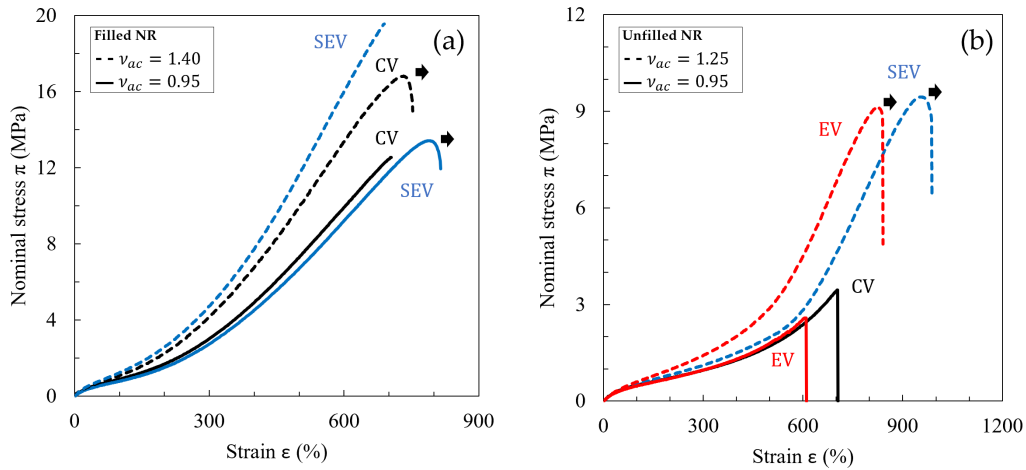 (a)
Filled NR
ν_ac = 1.40
ν_ac = 0.95
SEV
CV
CV
SEV
20
16
12
8
4
0
0 300 600 900
Nominal stress π (MPa)
Strain ε (%)
(b)
Unfilled NR
ν_ac = 1.25
ν_ac = 0.95
SEV
EV
CV
EV
12
9
6
3
0
0 300 600 900 1200
Nominal stress π (MPa)
Strain ε (%)